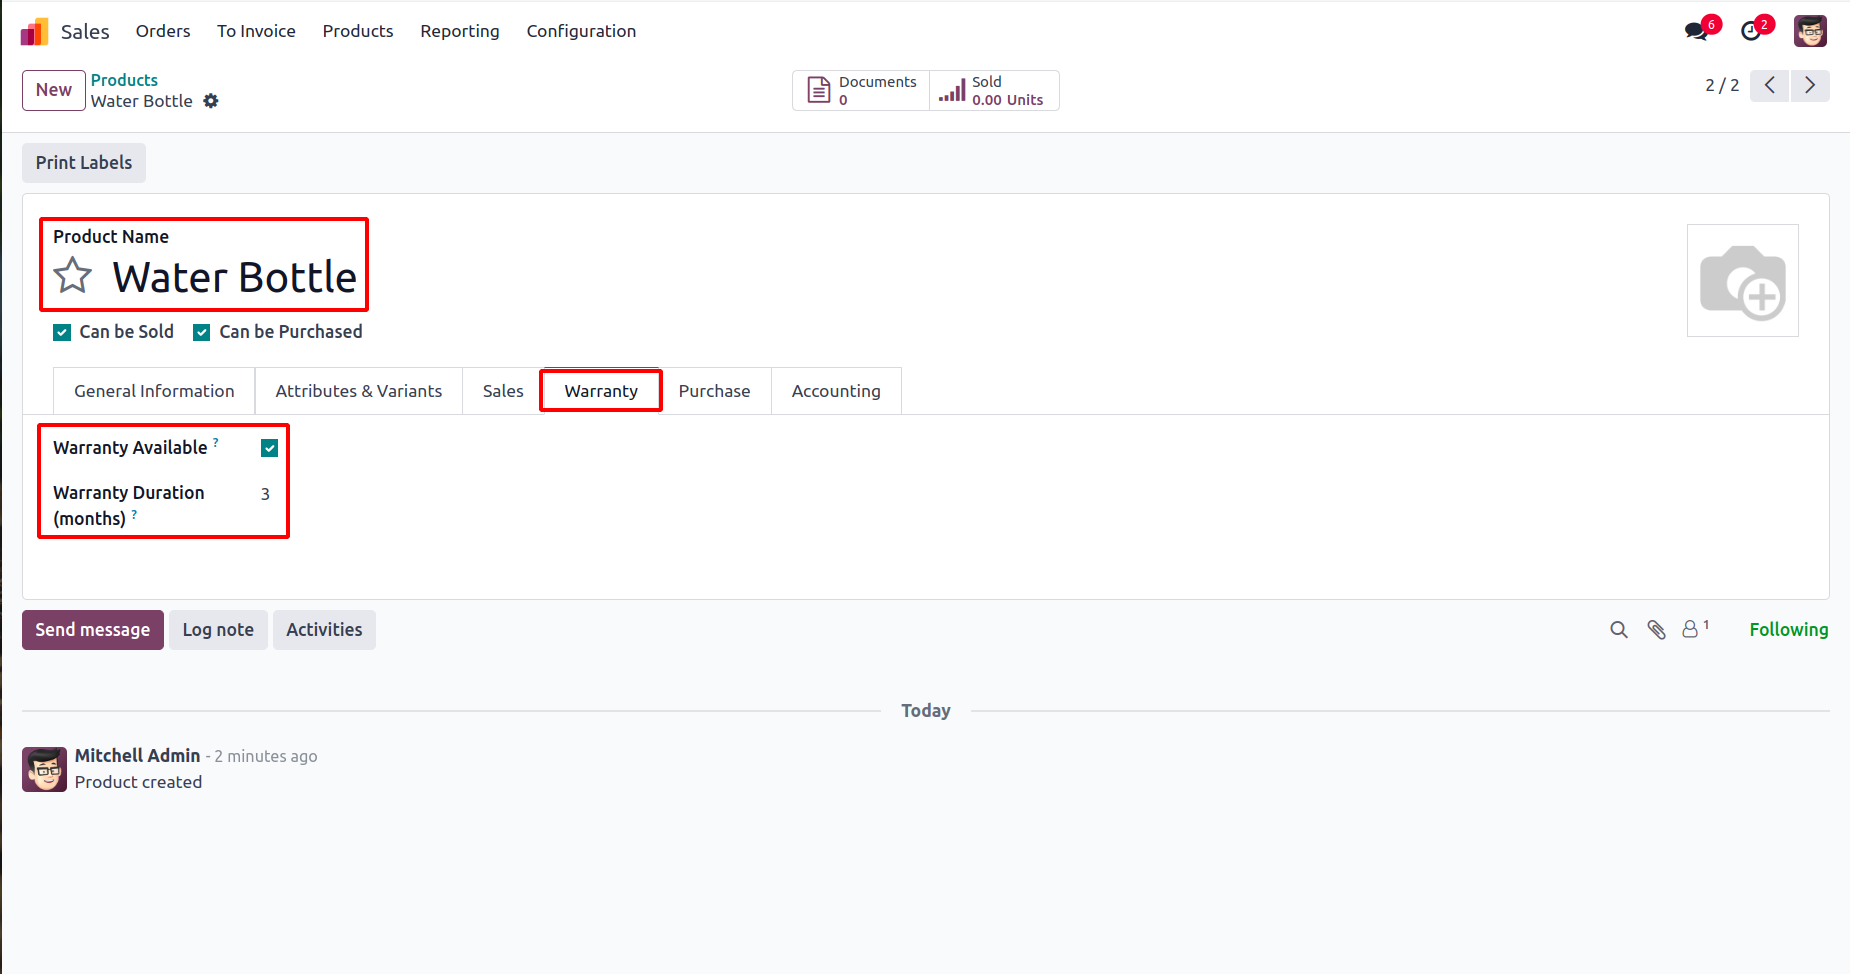 Sales Orders To Invoice Products Reporting Configuration 6 2
New Products
Water Bottle
Documents
0
Sold
0.00 Units
2 / 2
Print Labels
Product Name
Water Bottle
Can be Sold Can be Purchased
General Information Attributes & Variants Sales Warranty Purchase Accounting
Warranty Available ?
Warranty Duration
(months) ?
3
Send message Log note Activities 1 Following
Today
Mitchell Admin - 2 minutes ago
Product created